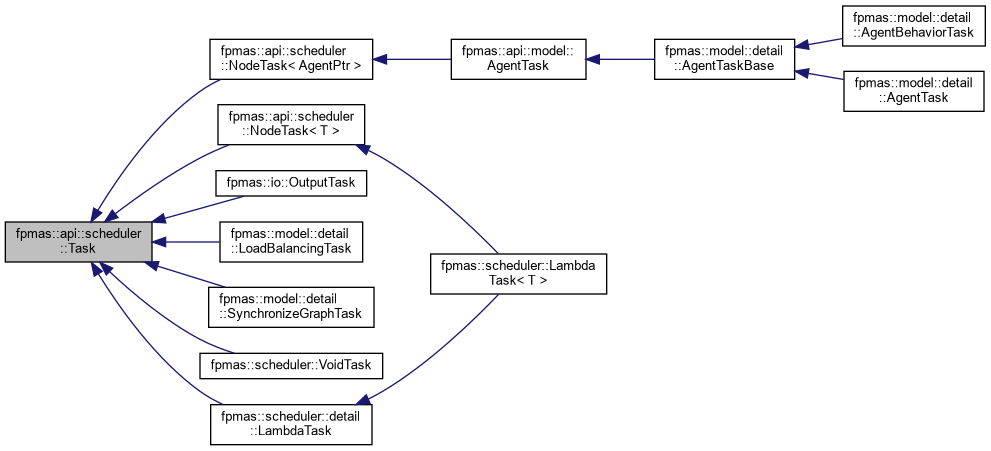 fpmas::api::scheduler
::Task
fpmas::api::scheduler
::NodeTask< AgentPtr >
fpmas::api::model::
AgentTask
fpmas::model::detail
::AgentTaskBase
fpmas::model::detail
::AgentBehaviorTask
fpmas::model::detail
::AgentTask
fpmas::api::scheduler
::NodeTask< T >
fpmas::scheduler::Lambda
Task< T >
fpmas::io::OutputTask
fpmas::model::detail
::LoadBalancingTask
fpmas::model::detail
::SynchronizeGraphTask
fpmas::scheduler::VoidTask
fpmas::scheduler::detail
::LambdaTask